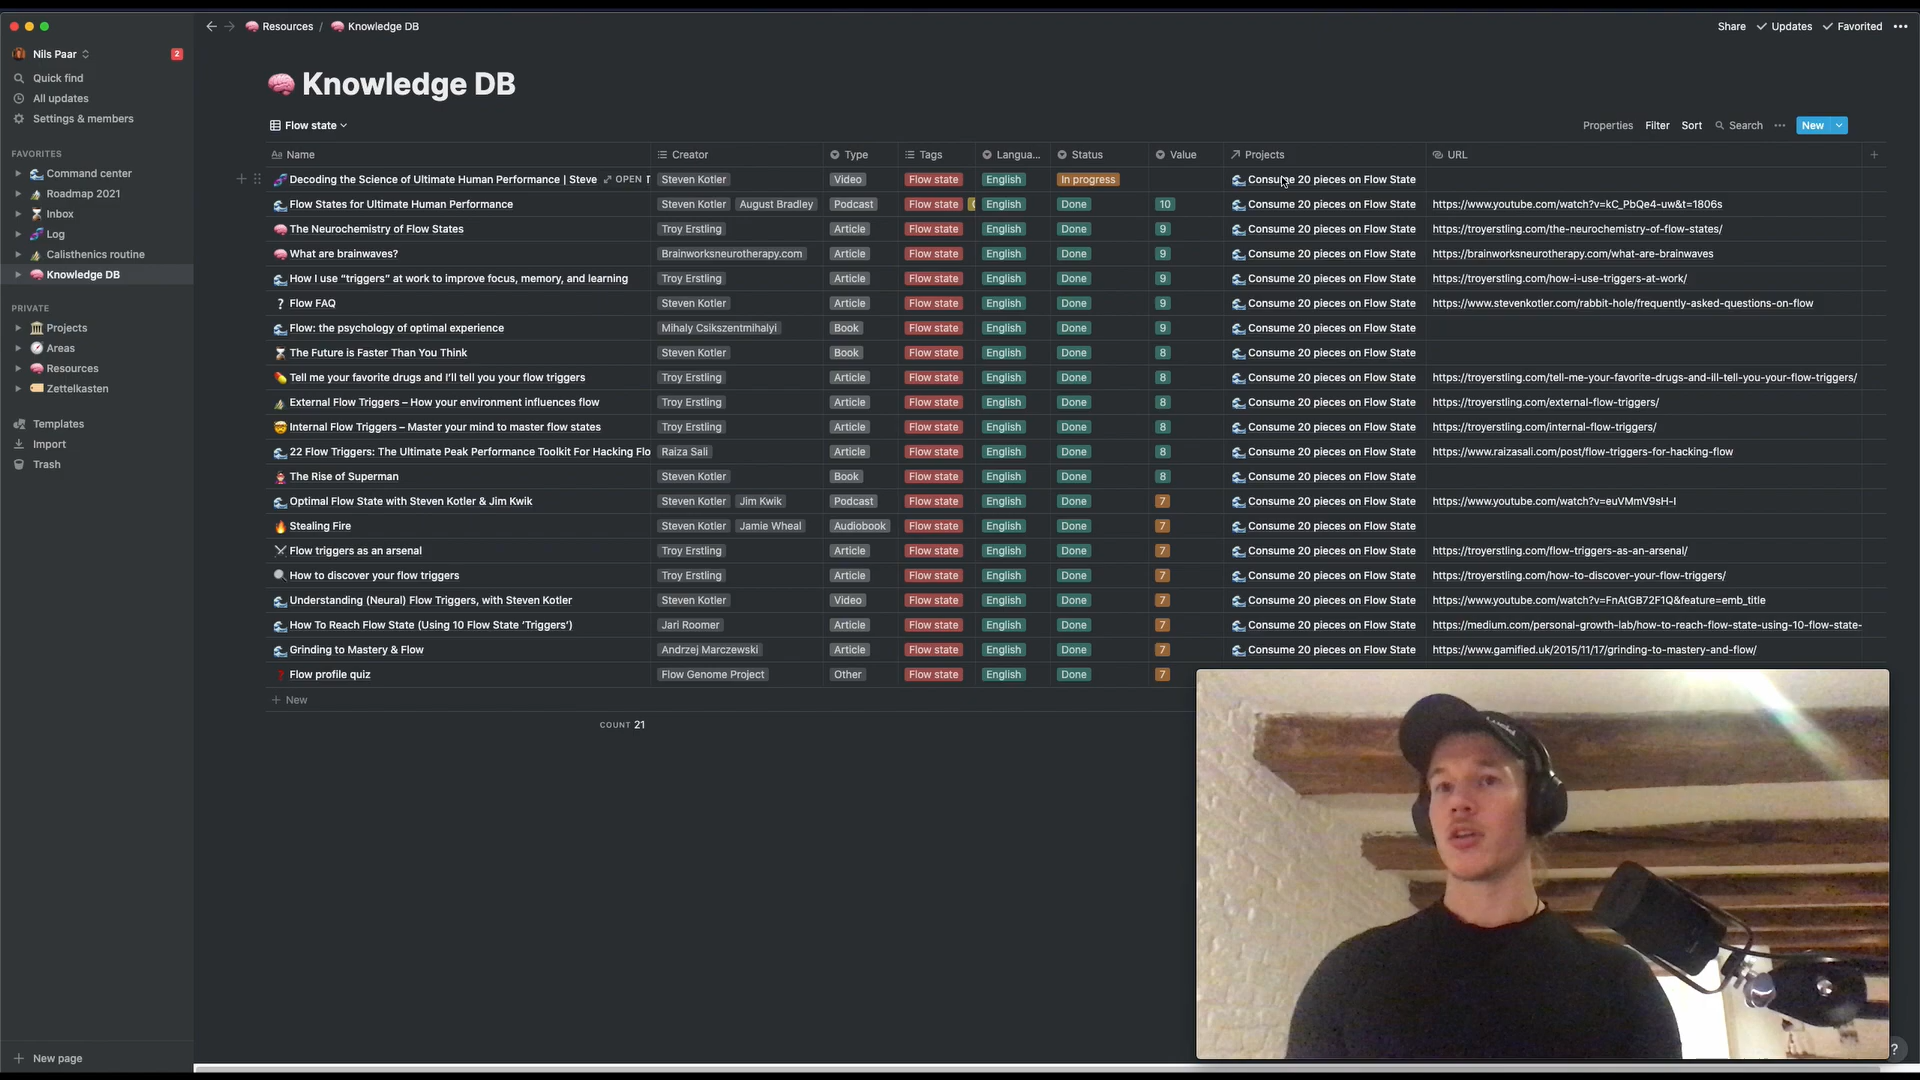 Resources / Knowledge DB
Share Updates Favorited •••
Nils Paar 2
Quick find
All updates
Settings & members
FAVORITES
Command center
Roadmap 2021
Inbox
Log
Calisthenics routine
Knowledge DB
PRIVATE
Projects
Areas
Resources
Zettelkasten
Templates
Import
Trash
New page
Knowledge DB
Flow state
Properties Filter Sort Search ••• New
Aa Name Creator Type Tags Langua... Status Value Projects URL
Decoding the Science of Ultimate Human Performance | Steve OPEN Steven Kotler Video Flow state English In progress Consume 20 pieces on Flow State
Flow States for Ultimate Human Performance Steven Kotler August Bradley Podcast Flow state English Done 10 Consume 20 pieces on Flow State https://www.youtube.com/watch?v=kC_PbQe4-uw&t=1806s
The Neurochemistry of Flow States Troy Erstling Article Flow state English Done 9 Consume 20 pieces on Flow State https://troyerstling.com/the-neurochemistry-of-flow-states/
What are brainwaves? Brainworksneurotherapy.com Article Flow state English Done 9 Consume 20 pieces on Flow State https://brainworksneurotherapy.com/what-are-brainwaves
How I use “triggers” at work to improve focus, memory, and learning Troy Erstling Article Flow state English Done 9 Consume 20 pieces on Flow State https://troyerstling.com/how-i-use-triggers-at-work/
Flow FAQ Steven Kotler Article Flow state English Done 9 Consume 20 pieces on Flow State https://www.stevenkotler.com/rabbit-hole/frequently-asked-questions-on-flow
Flow: the psychology of optimal experience Mihaly Csikszentmihalyi Book Flow state English Done 9 Consume 20 pieces on Flow State
The Future is Faster Than You Think Steven Kotler Book Flow state English Done 8 Consume 20 pieces on Flow State
Tell me your favorite drugs and I’ll tell you your flow triggers Troy Erstling Article Flow state English Done 8 Consume 20 pieces on Flow State https://troyerstling.com/tell-me-your-favorite-drugs-and-ill-tell-you-your-flow-triggers/
External Flow Triggers – How your environment influences flow Troy Erstling Article Flow state English Done 8 Consume 20 pieces on Flow State https://troyerstling.com/external-flow-triggers/
Internal Flow Triggers – Master your mind to master flow states Troy Erstling Article Flow state English Done 8 Consume 20 pieces on Flow State https://troyerstling.com/internal-flow-triggers/
22 Flow Triggers: The Ultimate Peak Performance Toolkit For Hacking Flo Raiza Sali Article Flow state English Done 8 Consume 20 pieces on Flow State https://www.raizasali.com/post/flow-triggers-for-hacking-flow
The Rise of Superman Steven Kotler Book Flow state English Done 8 Consume 20 pieces on Flow State
Optimal Flow State with Steven Kotler & Jim Kwik Steven Kotler Jim Kwik Podcast Flow state English Done 7 Consume 20 pieces on Flow State https://www.youtube.com/watch?v=euVMmV9sH-I
Stealing Fire Steven Kotler Jamie Wheal Audiobook Flow state English Done 7 Consume 20 pieces on Flow State
Flow triggers as an arsenal Troy Erstling Article Flow state English Done 7 Consume 20 pieces on Flow State https://troyerstling.com/flow-triggers-as-an-arsenal/
How to discover your flow triggers Troy Erstling Article Flow state English Done 7 Consume 20 pieces on Flow State https://troyerstling.com/how-to-discover-your-flow-triggers/
Understanding (Neural) Flow Triggers, with Steven Kotler Steven Kotler Video Flow state English Done 7 Consume 20 pieces on Flow State https://www.youtube.com/watch?v=FnAtGB72F1Q&feature=emb_title
How To Reach Flow State (Using 10 Flow State ‘Triggers’) Jari Roomer Article Flow state English Done 7 Consume 20 pieces on Flow State https://medium.com/personal-growth-lab/how-to-reach-flow-state-using-10-flow-state-
Grinding to Mastery & Flow Andrzej Marczewski Article Flow state English Done 7 Consume 20 pieces on Flow State https://www.gamified.uk/2015/11/17/grinding-to-mastery-and-flow/
Flow profile quiz Flow Genome Project Other Flow state English Done 7
New
COUNT 21
?